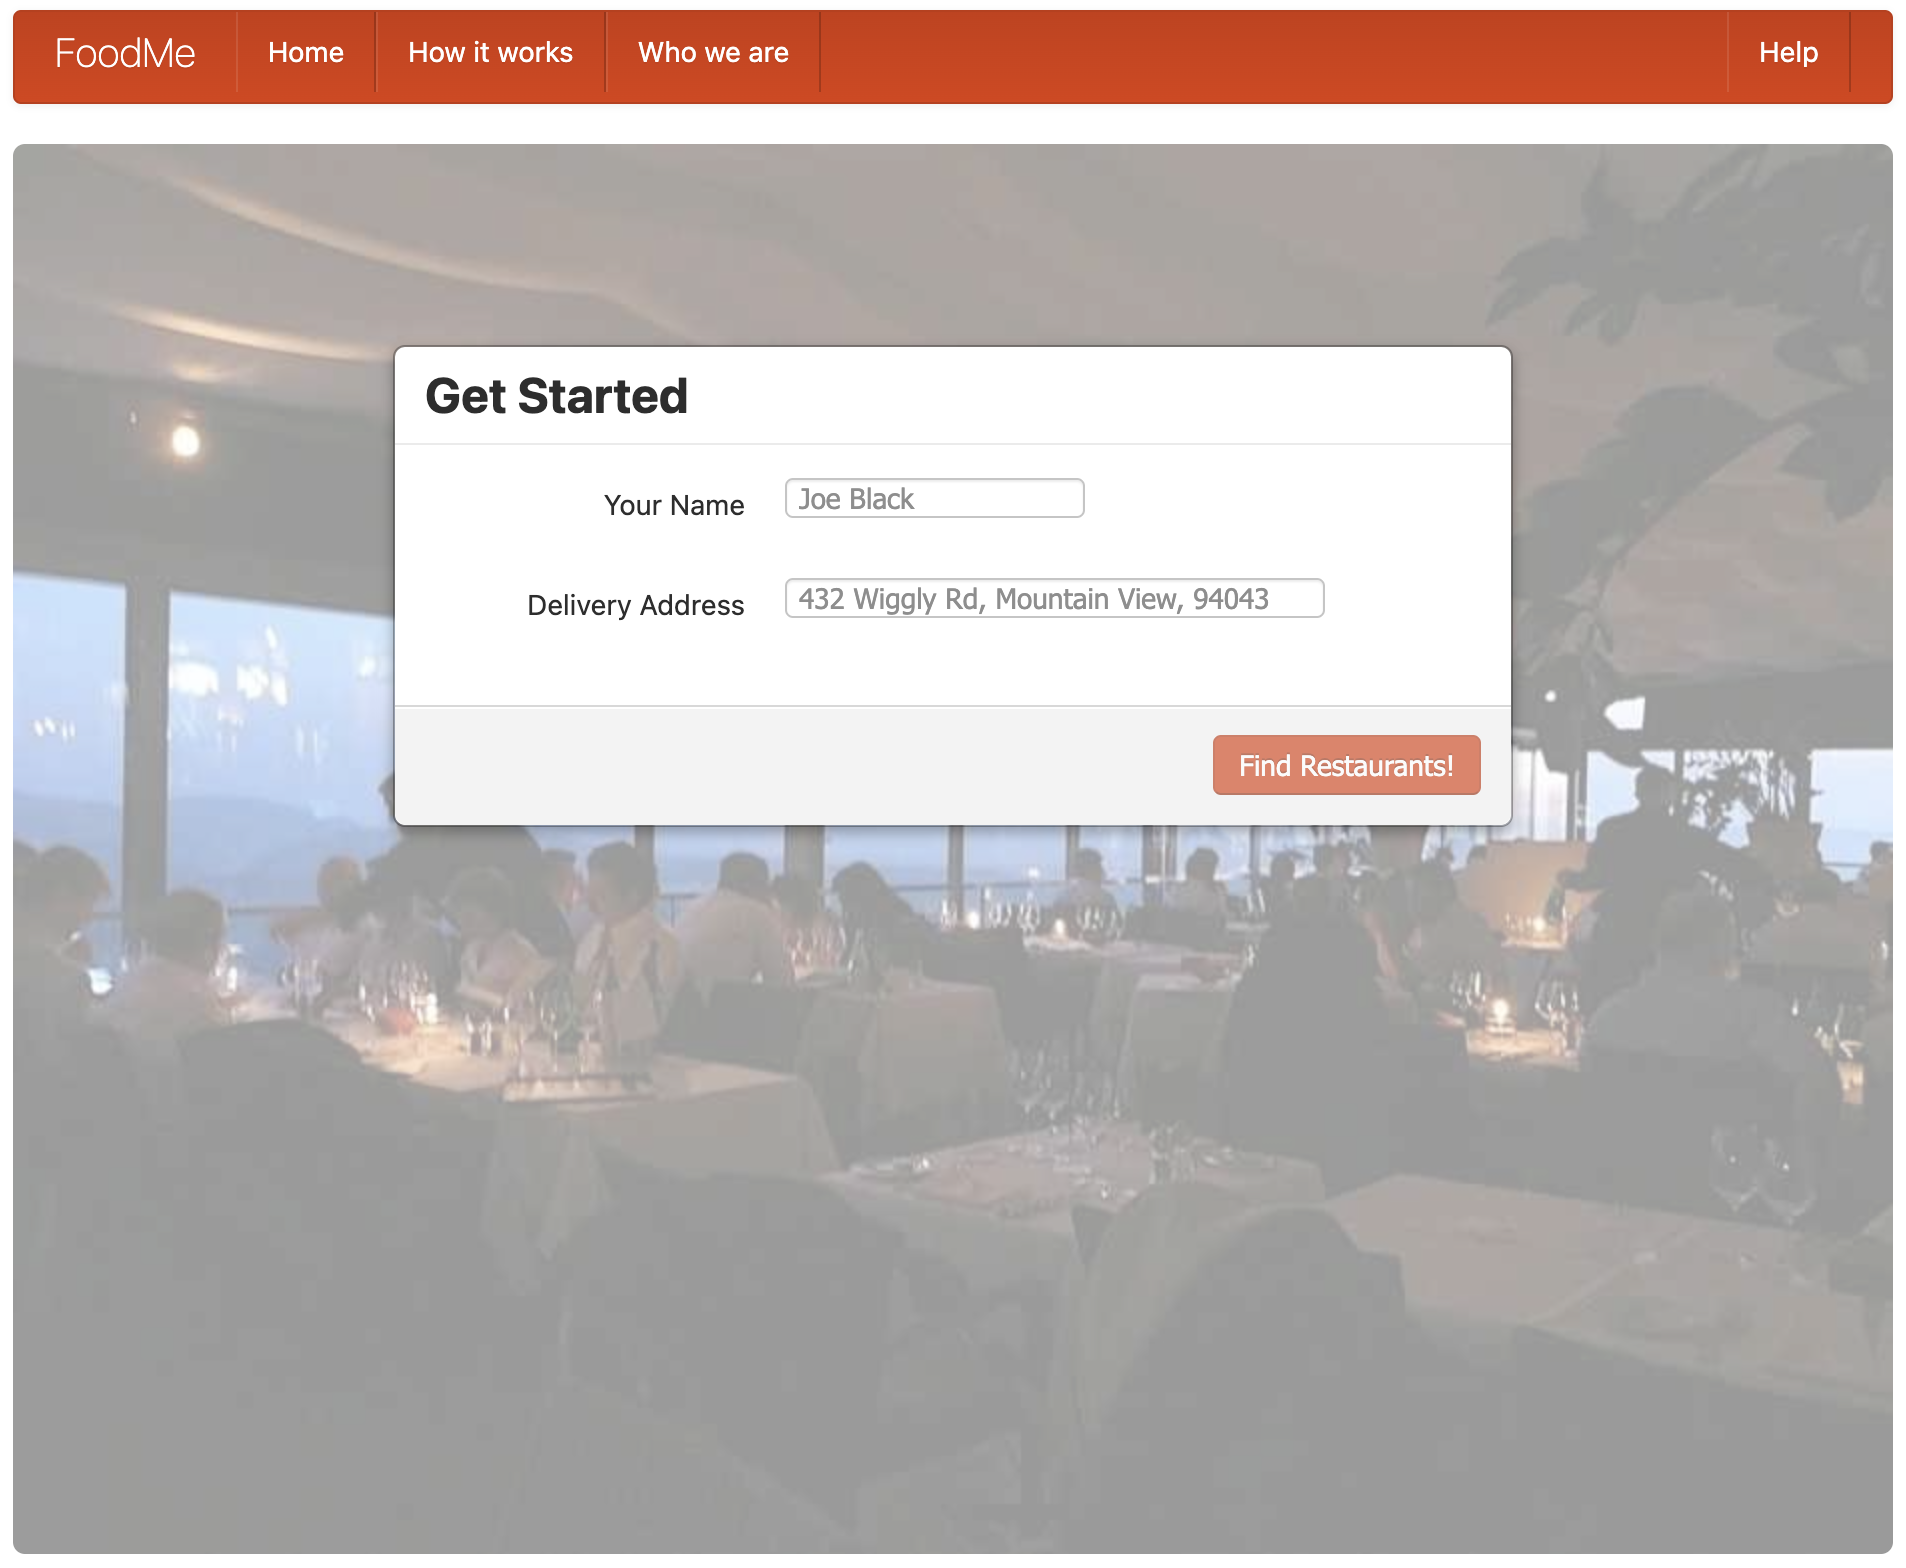 FoodMe Home How it works Who we are Help
Get Started
Your Name Joe Black
Delivery Address 432 Wiggly Rd, Mountain View, 94043
Find Restaurants!